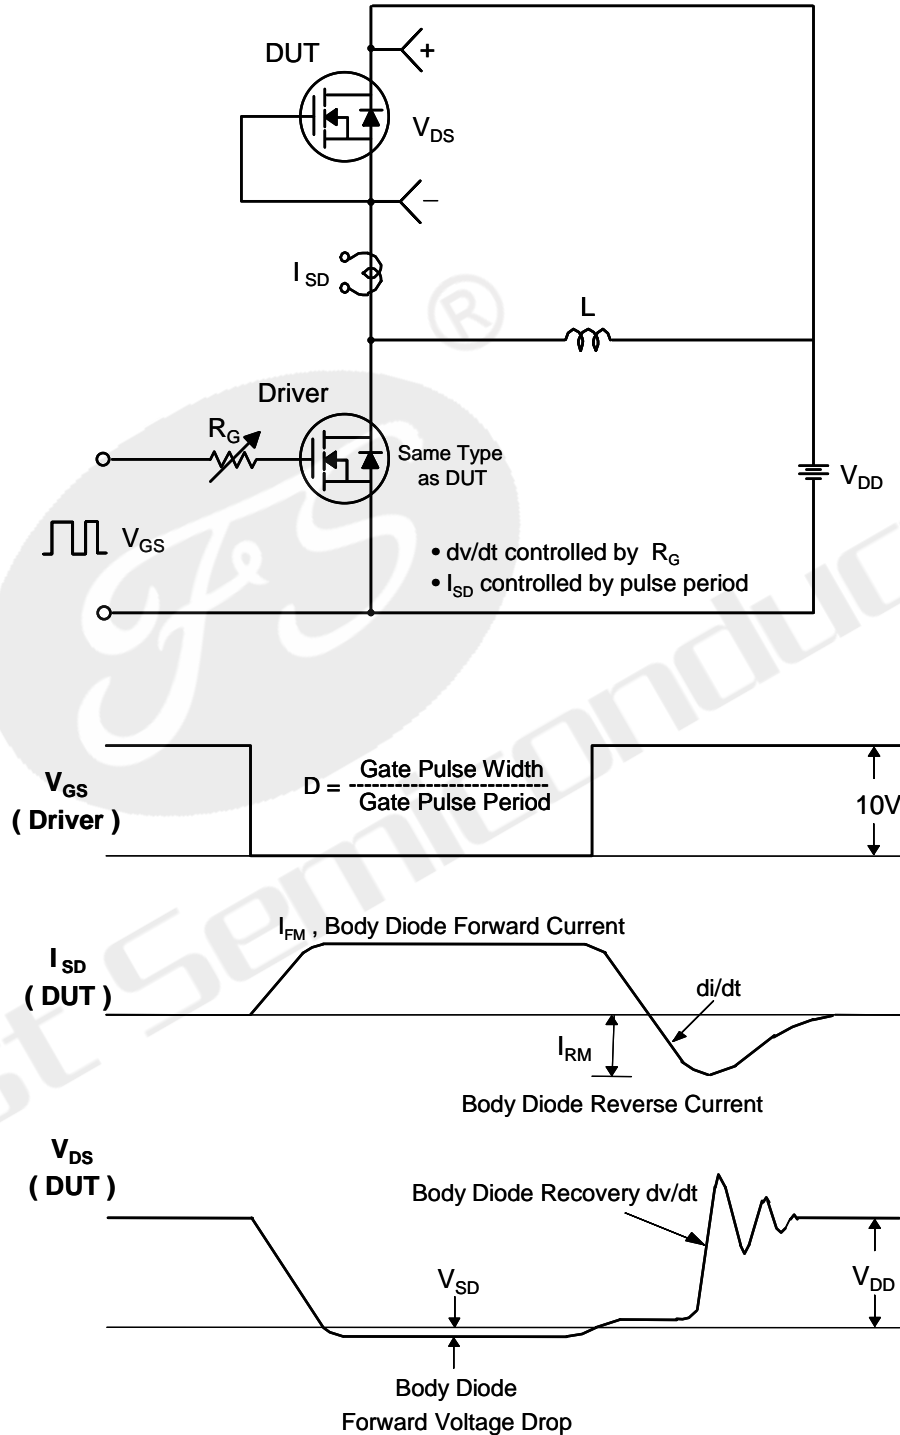 DUT
+
V_DS
−
I_SD
L
®
Driver
R_G
Same Type
as DUT
V_DD
V_GS
• dv/dt controlled by R_G
• I_SD controlled by pulse period
V_GS
( Driver )
D = Gate Pulse Width
Gate Pulse Period
10V
I_FM , Body Diode Forward Current
I_SD
( DUT )
di/dt
I_RM
Body Diode Reverse Current
V_DS
( DUT )
Body Diode Recovery dv/dt
V_SD
V_DD
Body Diode
Forward Voltage Drop